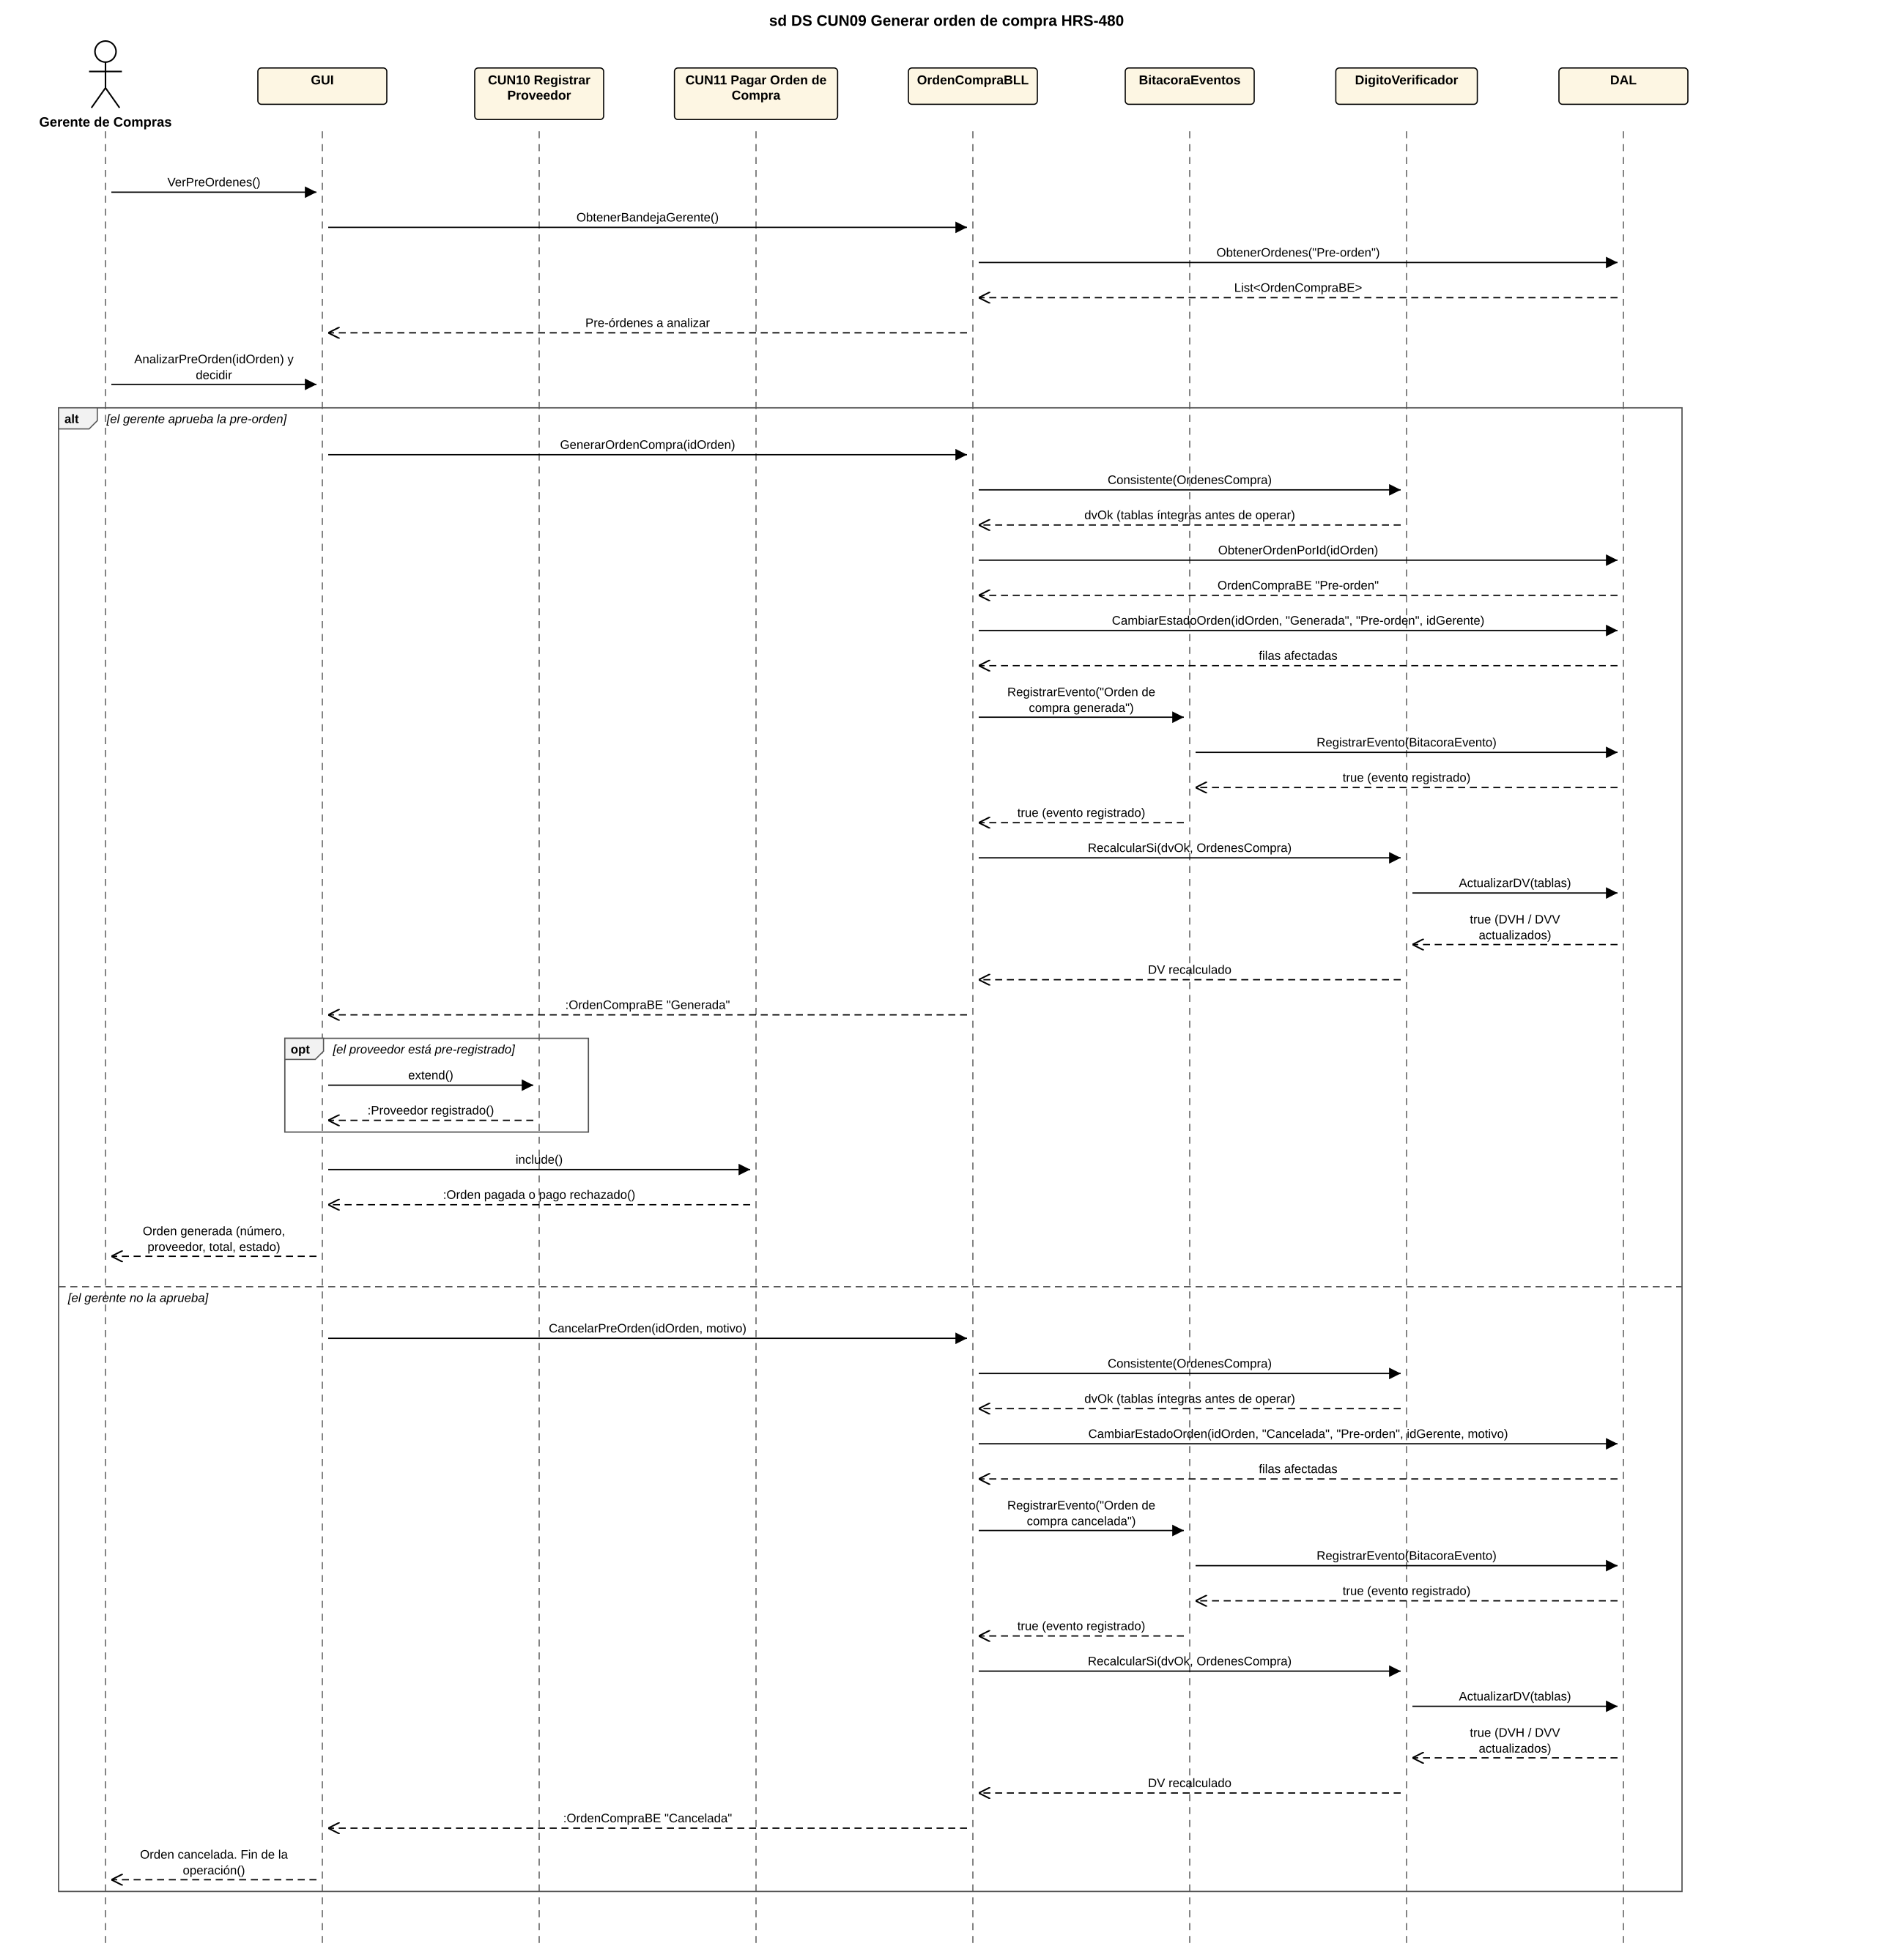 sd DS CUN09 Generar orden de compra HRS-480
Gerente de Compras
GUI
CUN10 Registrar
Proveedor
CUN11 Pagar Orden de
Compra
OrdenCompraBLL
BitacoraEventos
DigitoVerificador
DAL
VerPreOrdenes()
ObtenerBandejaGerente()
ObtenerOrdenes("Pre-orden")
List<OrdenCompraBE>
Pre-órdenes a analizar
AnalizarPreOrden(idOrden) y
decidir
alt [el gerente aprueba la pre-orden]
GenerarOrdenCompra(idOrden)
Consistente(OrdenesCompra)
dvOk (tablas íntegras antes de operar)
ObtenerOrdenPorId(idOrden)
OrdenCompraBE "Pre-orden"
CambiarEstadoOrden(idOrden, "Generada", "Pre-orden", idGerente)
filas afectadas
RegistrarEvento("Orden de
compra generada")
RegistrarEvento(BitacoraEvento)
true (evento registrado)
true (evento registrado)
RecalcularSi(dvOk, OrdenesCompra)
ActualizarDV(tablas)
true (DVH / DVV
actualizados)
DV recalculado
:OrdenCompraBE "Generada"
opt [el proveedor está pre-registrado]
extend()
:Proveedor registrado()
include()
:Orden pagada o pago rechazado()
Orden generada (número,
proveedor, total, estado)
[el gerente no la aprueba]
CancelarPreOrden(idOrden, motivo)
Consistente(OrdenesCompra)
dvOk (tablas íntegras antes de operar)
CambiarEstadoOrden(idOrden, "Cancelada", "Pre-orden", idGerente, motivo)
filas afectadas
RegistrarEvento("Orden de
compra cancelada")
RegistrarEvento(BitacoraEvento)
true (evento registrado)
true (evento registrado)
RecalcularSi(dvOk, OrdenesCompra)
ActualizarDV(tablas)
true (DVH / DVV
actualizados)
DV recalculado
:OrdenCompraBE "Cancelada"
Orden cancelada. Fin de la
operación()